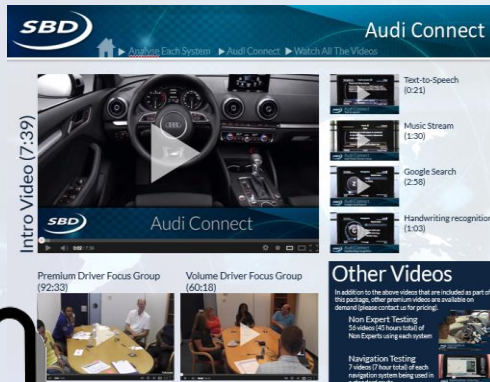 SBD
Audi Connect
Analyse Each System ▶ Audi Connect ▶ Watch All The Videos
Intro Video (7:39)
SBD
Audi Connect
Text-to-Speech
(0:21)
Music Stream
(1:30)
Google Search
(2:58)
Handwriting recognition
(1:03)
Premium Driver Focus Group
(92:33)
Volume Driver Focus Group
(60:18)
Other Videos
In addition to the above videos that are included as part of
this package, other premium videos are available on
demand (please contact us for pricing).
Non Expert Testing
56 videos (45 hours total) of
Non Experts using each system
Navigation Testing
7 videos (7 hour total) of each
navigation system being used in